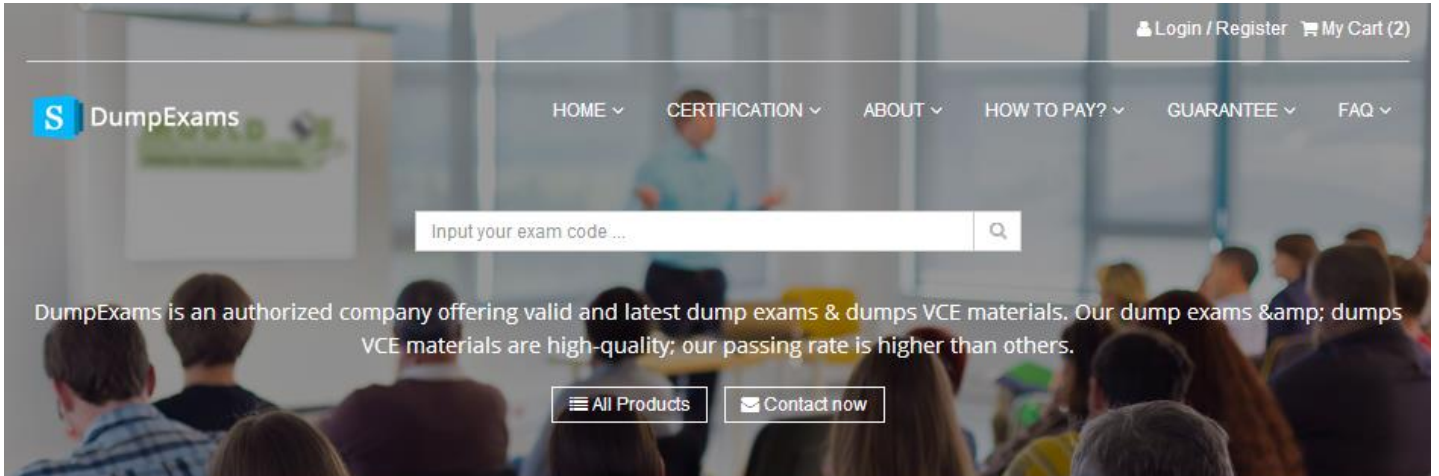 Login / Register My Cart (2)
S DumpExams
HOME CERTIFICATION ABOUT HOW TO PAY? GUARANTEE FAQ
Input your exam code ...
DumpExams is an authorized company offering valid and latest dump exams & dumps VCE materials. Our dump exams &amp; dumps
VCE materials are high-quality; our passing rate is higher than others.
All Products Contact now